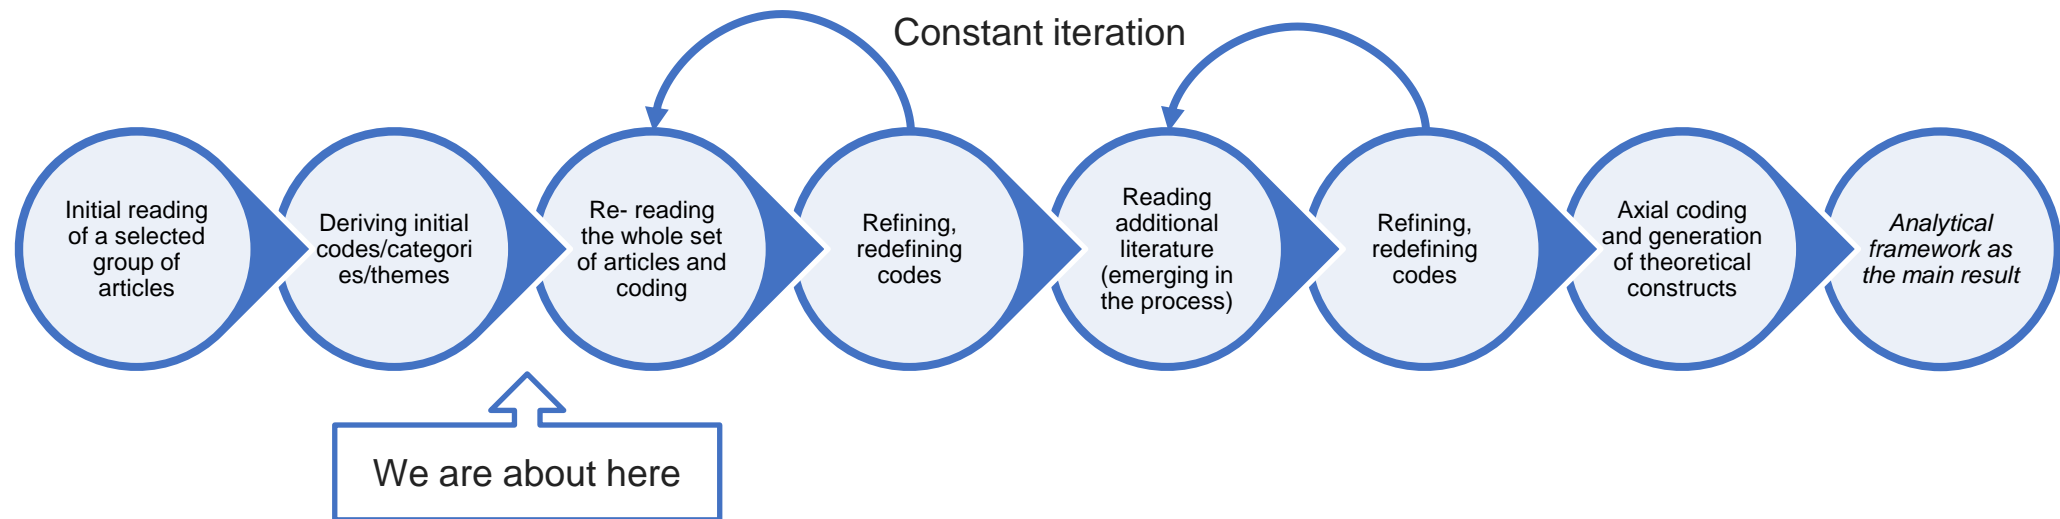 Constant iteration
Initial reading
of a selected
group of
articles
Deriving initial
codes/categori
es/themes
Re- reading
the whole set
of articles and
coding
Refining,
redefining
codes
Reading
additional
literature
(emerging in
the process)
Refining,
redefining
codes
Axial coding
and generation
of theoretical
constructs
Analytical
framework as
the main result
We are about here